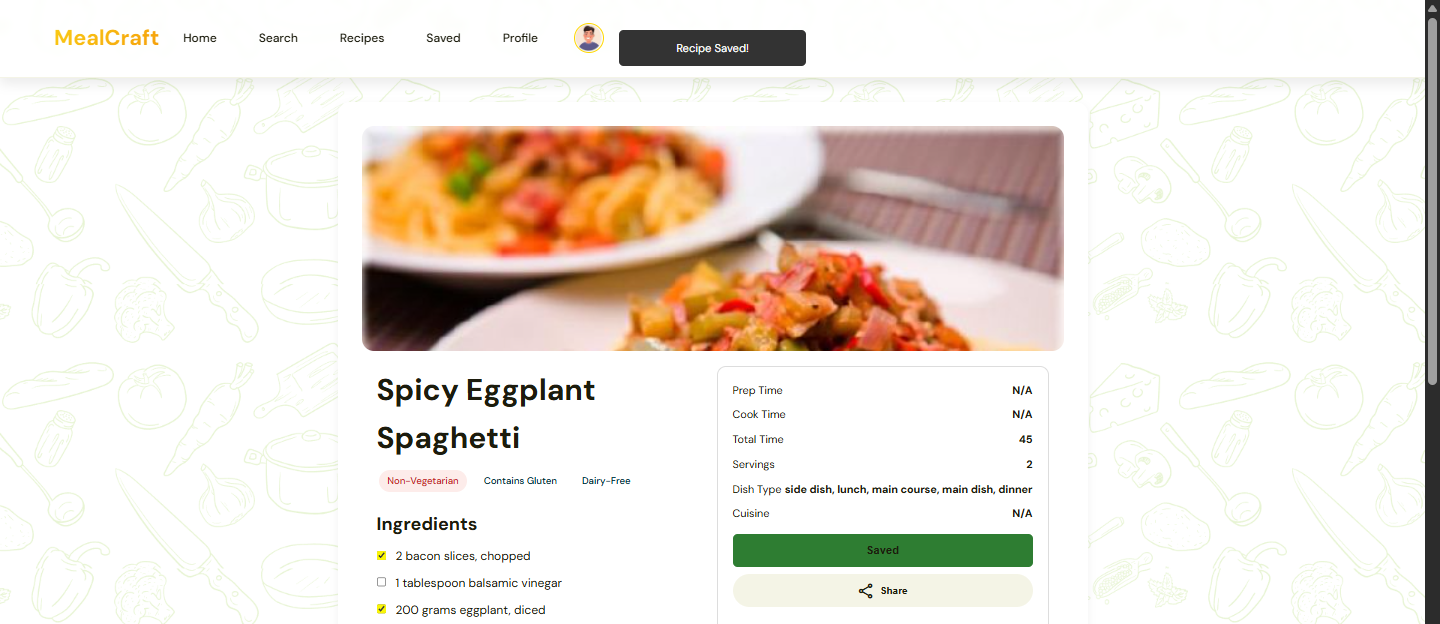 MealCraft Home Search Recipes Saved Profile
Recipe Saved!
Spicy Eggplant
Spaghetti
Non-Vegetarian Contains Gluten Dairy-Free
Ingredients
2 bacon slices, chopped
1 tablespoon balsamic vinegar
200 grams eggplant, diced
Prep Time N/A
Cook Time N/A
Total Time 45
Servings 2
Dish Type side dish, lunch, main course, main dish, dinner
Cuisine N/A
Saved
Share